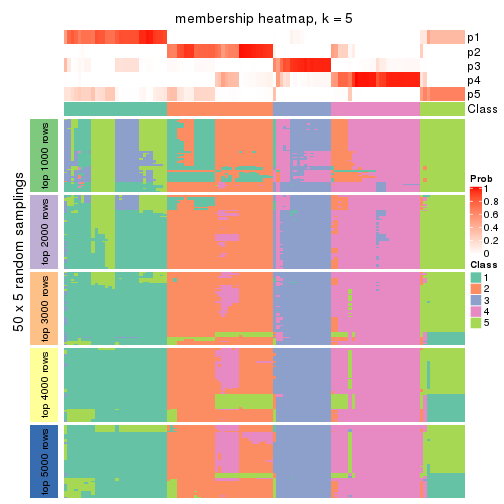 membership heatmap, k = 5
p1
p2
p3
p4
p5
Class
50 x 5 random samplings
top 1000 rows
top 2000 rows
top 3000 rows
top 4000 rows
top 5000 rows
Prob
1
0.8
0.6
0.4
0.2
0
Class
1
2
3
4
5